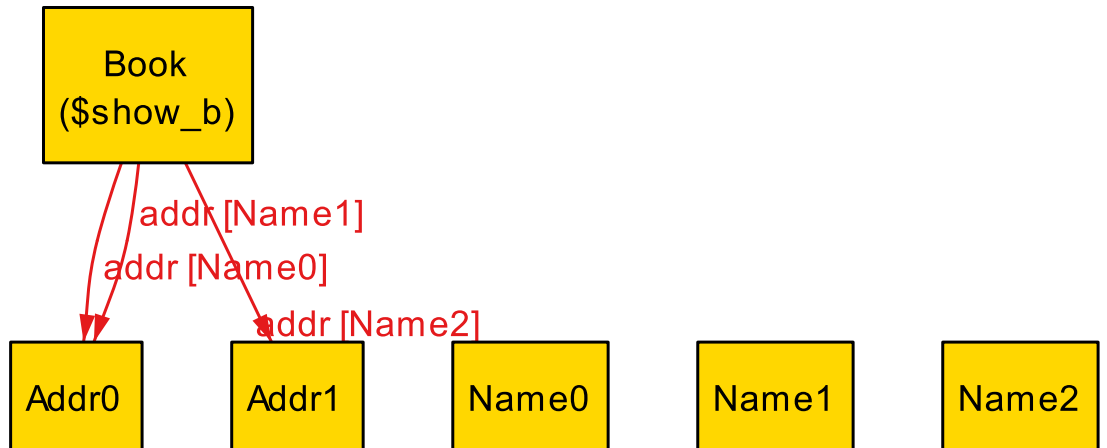 Book
($show_b)
addr [Name1]
addr [Name0]
addr [Name2]
Addr0
Addr1
Name0
Name1
Name2